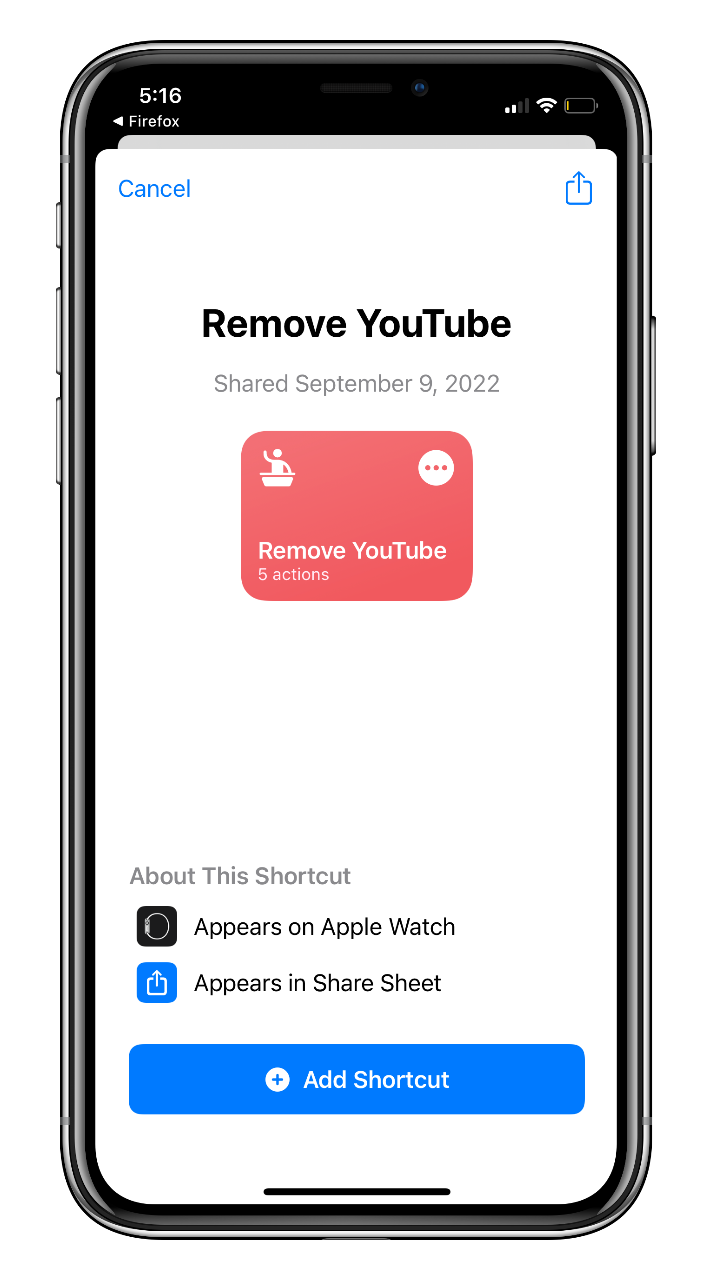 5:16
◀ Firefox
Cancel
Remove YouTube
Shared September 9, 2022
Remove YouTube
5 actions
About This Shortcut
Appears on Apple Watch
Appears in Share Sheet
Add Shortcut